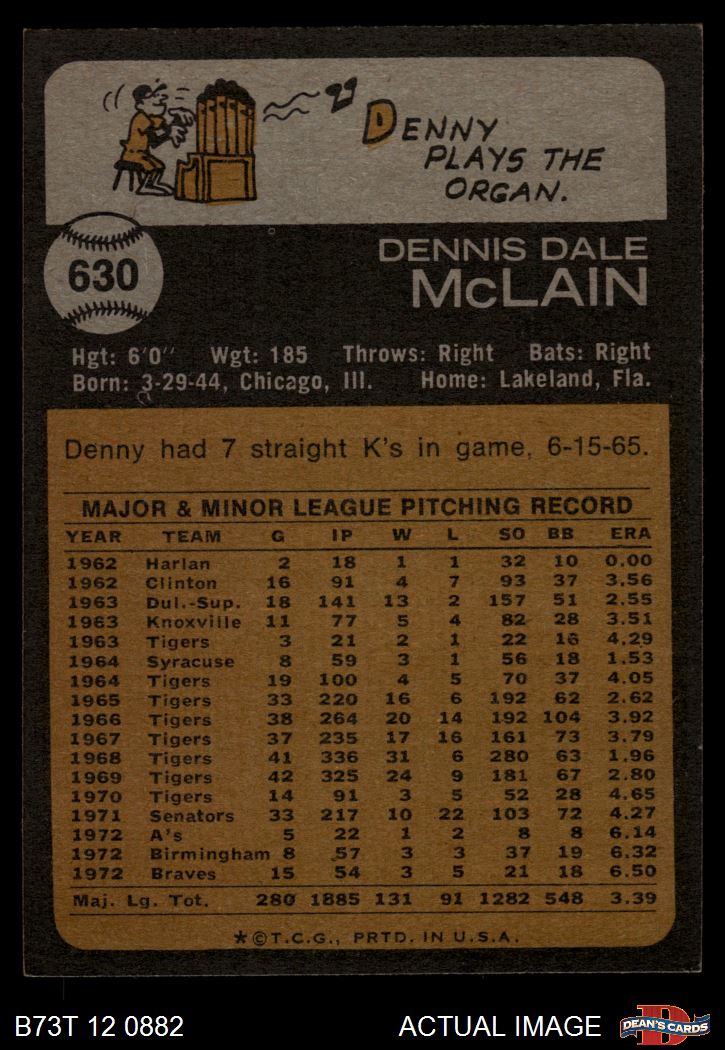 DENNY
PLAYS THE
ORGAN.
630
DENNIS DALE
McLAIN
Hgt: 6'0" Wgt: 185 Throws: Right Bats: Right
Born: 3-29-44, Chicago, Ill. Home: Lakeland, Fla.
Denny had 7 straight K's in game, 6-15-65.
MAJOR & MINOR LEAGUE PITCHING RECORD
YEAR TEAM G IP W L SO BB ERA
1962 Harlan 2 18 1 1 32 10 0.00
1962 Clinton 16 91 4 7 93 37 3.56
1963 Dul.-Sup. 18 141 13 2 157 51 2.55
1963 Knoxville 11 77 5 4 82 28 3.51
1963 Tigers 3 21 2 1 22 16 4.29
1964 Syracuse 8 59 3 1 56 18 1.53
1964 Tigers 19 100 4 5 70 37 4.05
1965 Tigers 33 220 16 6 192 62 2.62
1966 Tigers 38 264 20 14 192 104 3.92
1967 Tigers 37 235 17 16 161 73 3.79
1968 Tigers 41 336 31 6 280 63 1.96
1969 Tigers 42 325 24 9 181 67 2.80
1970 Tigers 14 91 3 5 52 28 4.65
1971 Senators 33 217 10 22 103 72 4.27
1972 A's 5 22 1 2 8 8 6.14
1972 Birmingham 8 57 3 3 37 19 6.32
1972 Braves 15 54 3 5 21 18 6.50
Maj. Lg. Tot. 280 1885 131 91 1282 548 3.39
*©T.C.G., PRTD. IN U.S.A.
B73T 12 0882 ACTUAL IMAGE DEAN'S CARDS